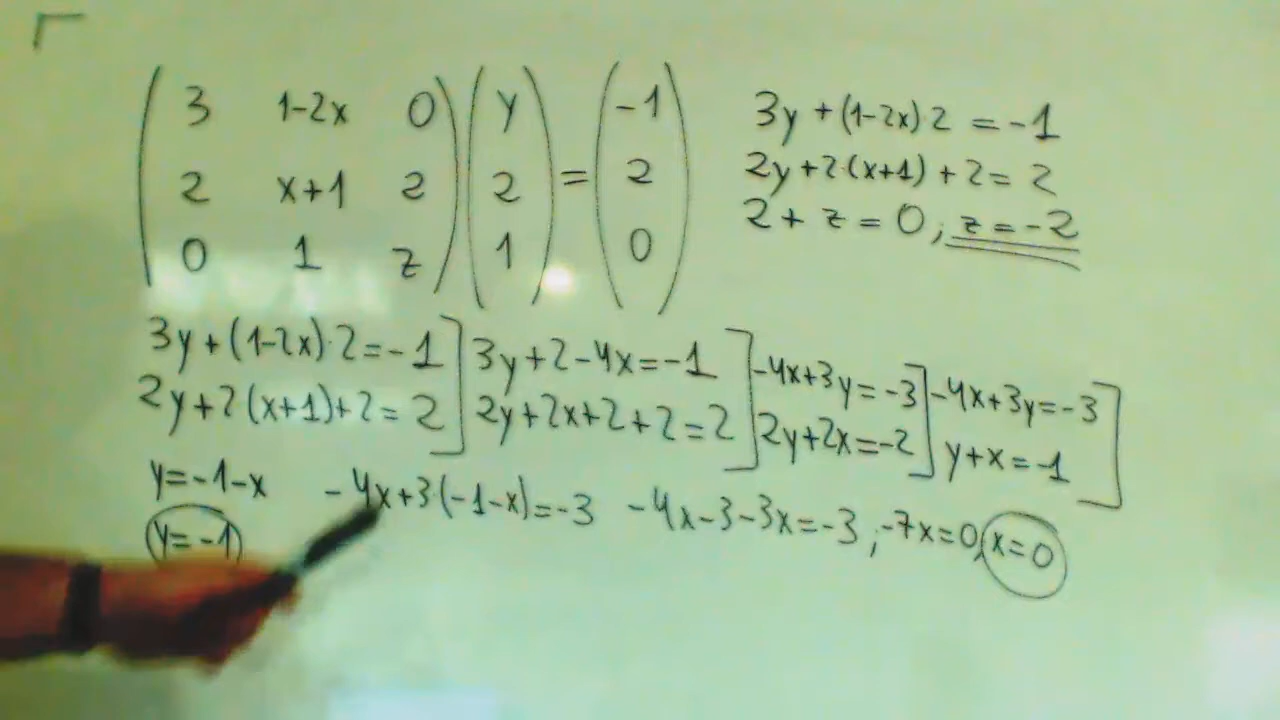 ( 3 1-2x 0 ) ( y ) = ( -1 ) 3y + (1-2x) 2 = -1
( 2 x+1 2 ) ( 2 ) ( 2 ) 2y + 2·(x+1) + 2 = 2
( 0 1 z ) ( 1 ) ( 0 ) 2 + z = 0, z = -2
3y + (1-2x)·2 = -1 ] 3y + 2 - 4x = -1 ] -4x + 3y = -3 ] -4x + 3y = -3 ]
2y + 2 (x+1) + 2 = 2 ] 2y + 2x + 2 + 2 = 2 ] 2y + 2x = -2 ] y + x = -1 ]
y = -1 - x -4x + 3·(-1-x) = -3 -4x - 3 - 3x = -3 ; -7x = 0, x = 0
y = -1